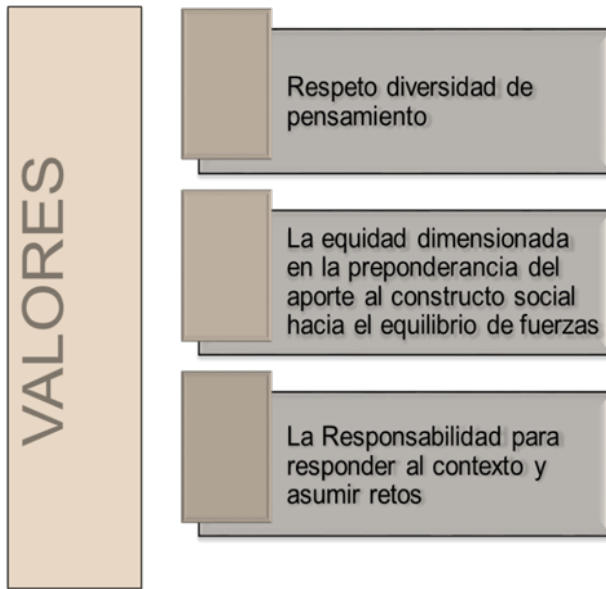 VALORES
Respeto diversidad de
pensamiento
La equidad dimensionada
en la preponderancia del
aporte al constructo social
hacia el equilibrio de fuerzas
La Responsabilidad para
responder al contexto y
asumir retos